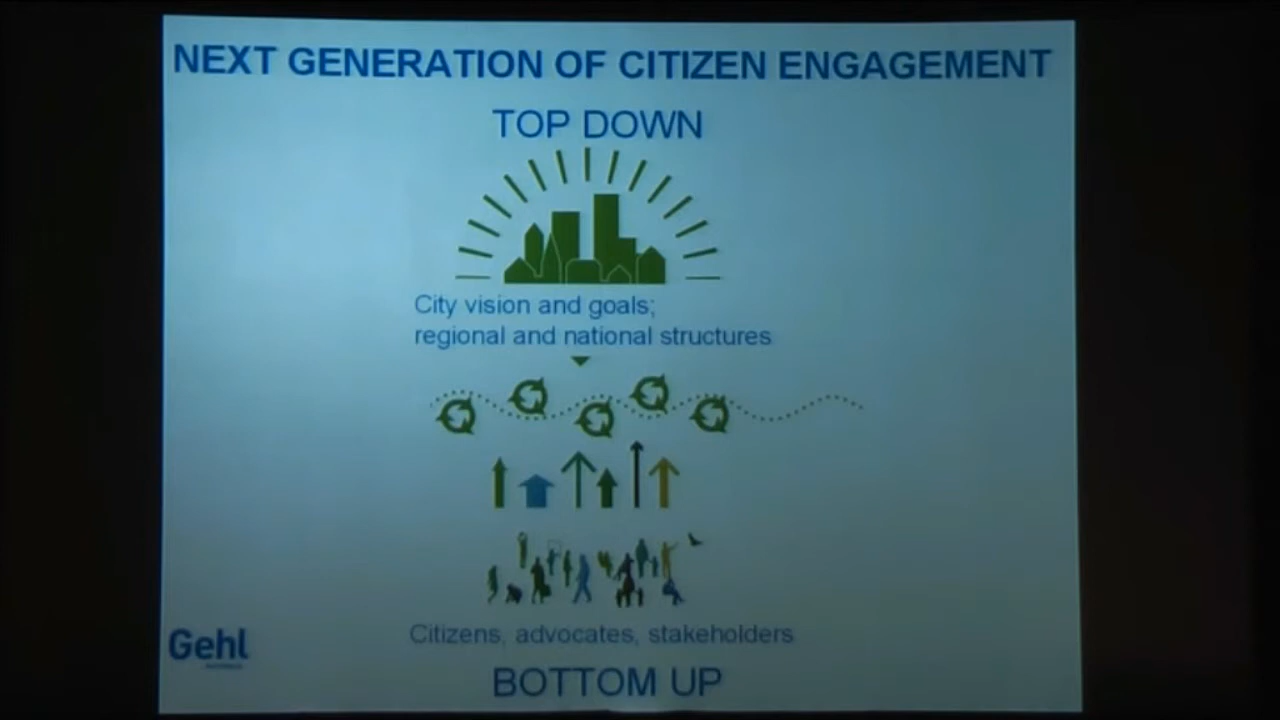 NEXT GENERATION OF CITIZEN ENGAGEMENT
TOP DOWN
City vision and goals;
regional and national structures
Citizens, advocates, stakeholders
Gehl
BOTTOM UP